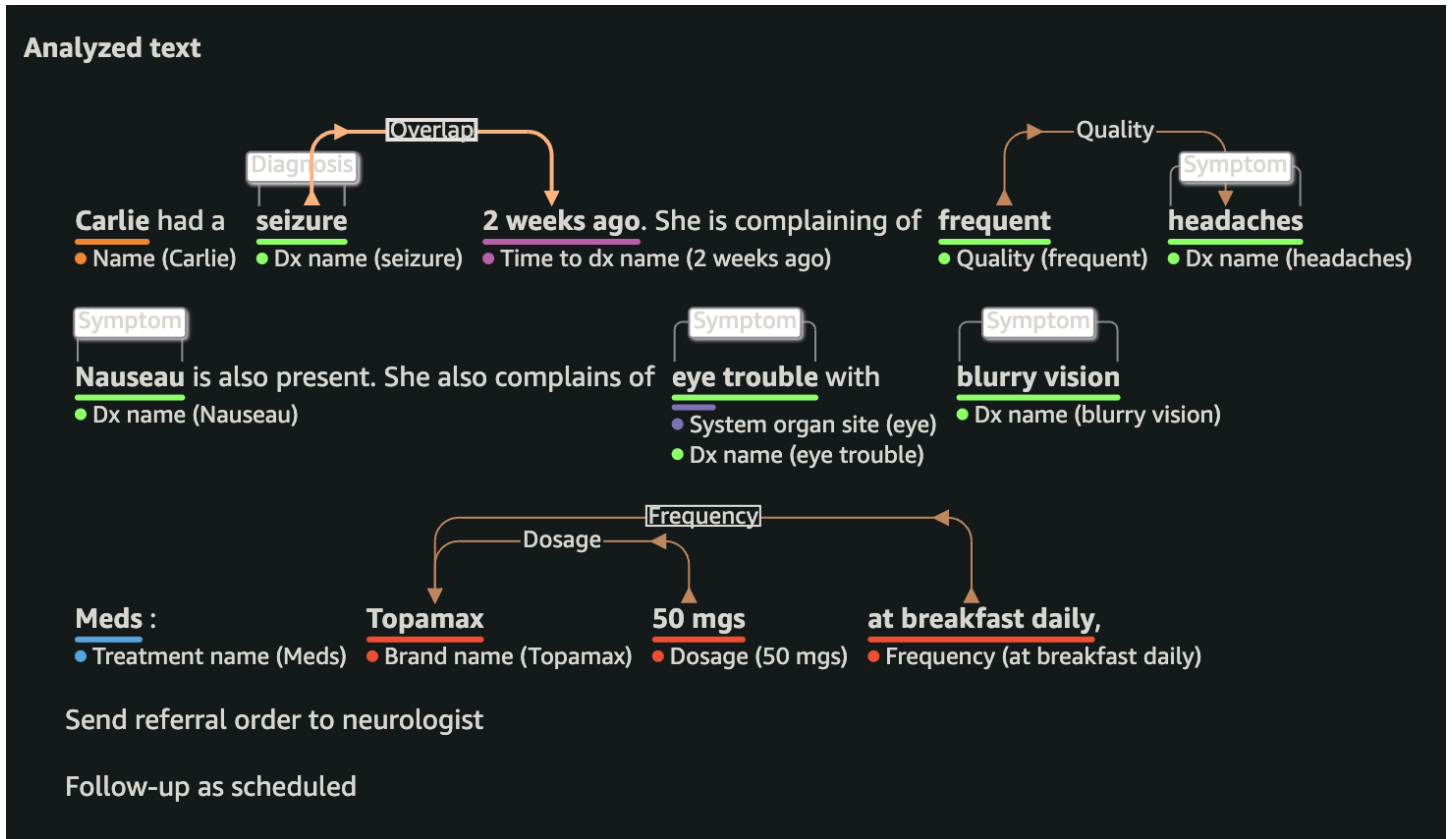 Analyzed text
Overlap
Quality
Diagnosis
Symptom
Carlie had a seizure 2 weeks ago. She is complaining of frequent headaches
Name (Carlie) Dx name (seizure) Time to dx name (2 weeks ago) Quality (frequent) Dx name (headaches)
Symptom Symptom Symptom
Nauseau is also present. She also complains of eye trouble with blurry vision
Dx name (Nauseau) System organ site (eye) Dx name (blurry vision)
Dx name (eye trouble)
Frequency
Dosage
Meds : Topamax 50 mgs at breakfast daily,
Treatment name (Meds) Brand name (Topamax) Dosage (50 mgs) Frequency (at breakfast daily)
Send referral order to neurologist
Follow-up as scheduled